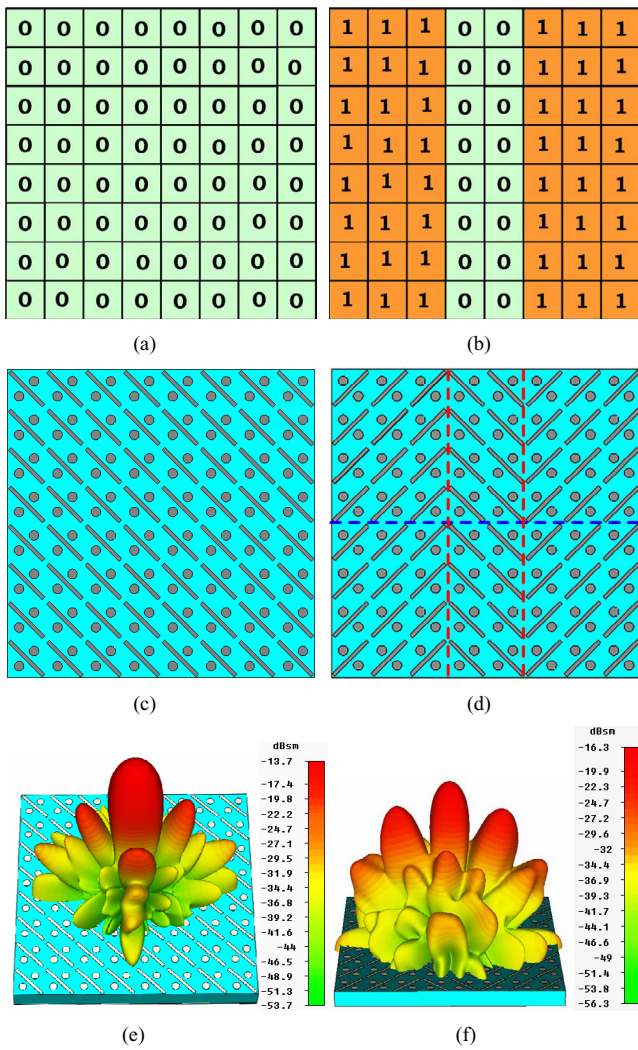 0 0 0 0 0 0 0 0
0 0 0 0 0 0 0 0
0 0 0 0 0 0 0 0
0 0 0 0 0 0 0 0
0 0 0 0 0 0 0 0
0 0 0 0 0 0 0 0
0 0 0 0 0 0 0 0
0 0 0 0 0 0 0 0
(a)
1 1 1 0 0 1 1 1
1 1 1 0 0 1 1 1
1 1 1 0 0 1 1 1
1 1 1 0 0 1 1 1
1 1 1 0 0 1 1 1
1 1 1 0 0 1 1 1
1 1 1 0 0 1 1 1
1 1 1 0 0 1 1 1
(b)
(c)
(d)
dBsm
-13.7
-17.4
-19.8
-22.2
-24.7
-27.1
-29.5
-31.9
-34.4
-36.8
-39.2
-41.6
-44
-46.5
-48.9
-51.3
-53.7
(e)
dBsm
-16.3
-19.9
-22.3
-24.7
-27.2
-29.6
-32
-34.4
-36.9
-39.3
-41.7
-44.1
-46.6
-49
-51.4
-53.8
-56.3
(f)